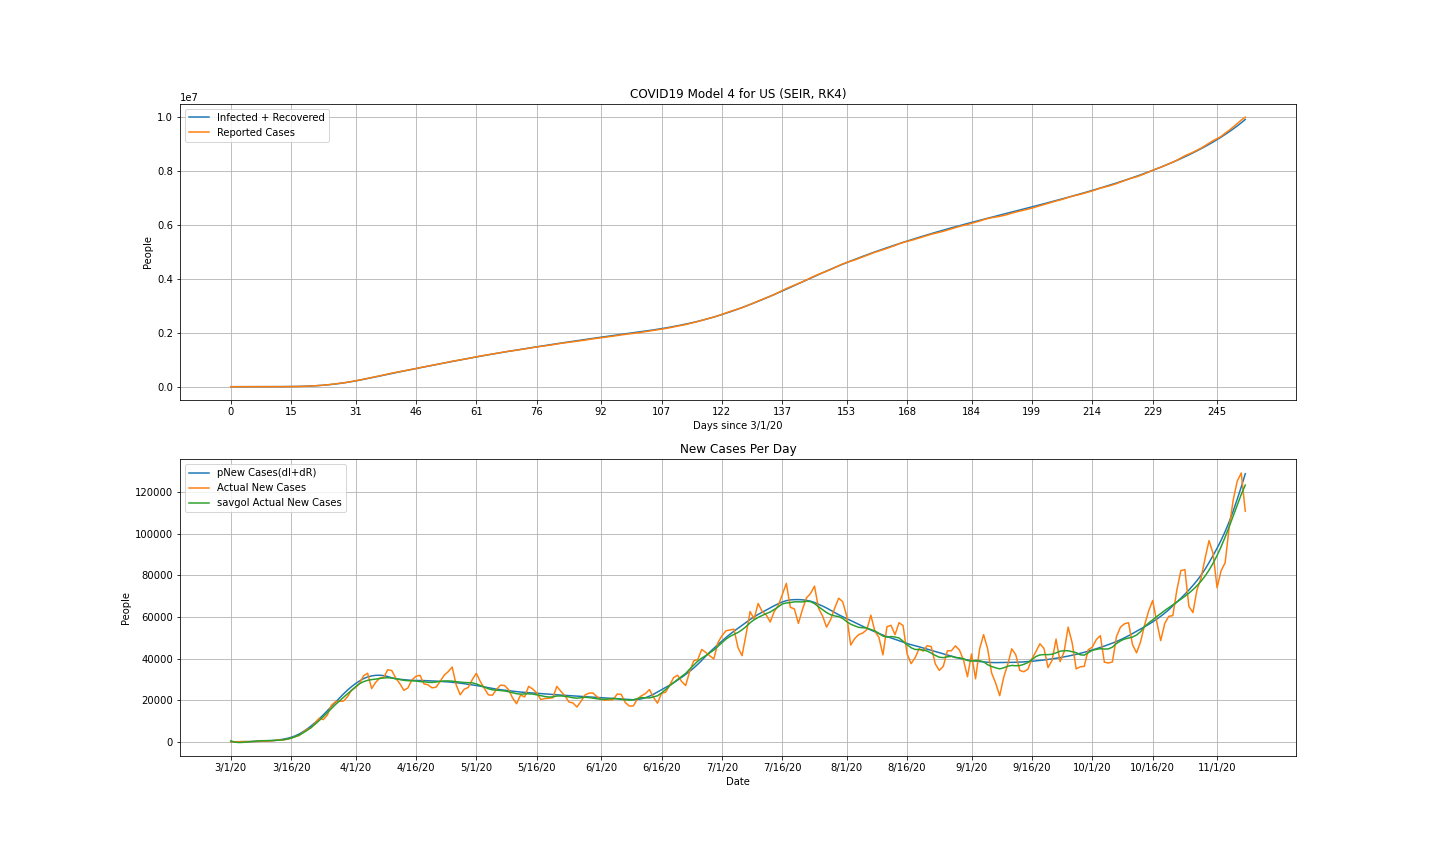 COVID19 Model 4 for US (SEIR, RK4)
1e7
Infected + Recovered
Reported Cases
1.0
0.8
0.6
0.4
0.2
0.0
People
0 15 31 46 61 76 92 107 122 137 153 168 184 199 214 229 245
Days since 3/1/20
New Cases Per Day
pNew Cases(dI+dR)
Actual New Cases
savgol Actual New Cases
120000
100000
80000
60000
40000
20000
0
People
3/1/20 3/16/20 4/1/20 4/16/20 5/1/20 5/16/20 6/1/20 6/16/20 7/1/20 7/16/20 8/1/20 8/16/20 9/1/20 9/16/20 10/1/20 10/16/20 11/1/20
Date